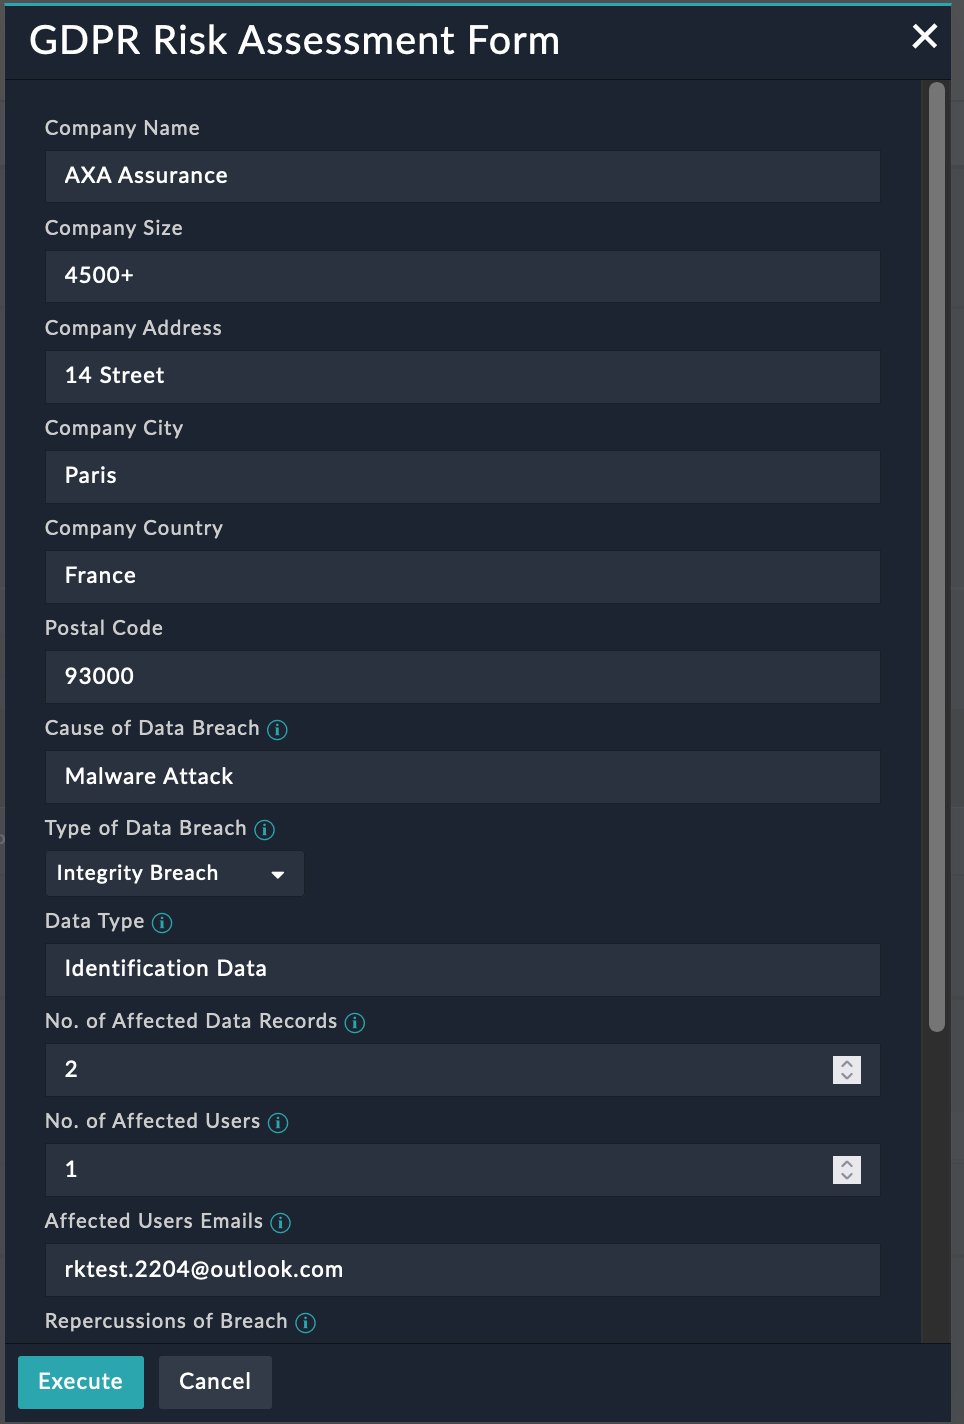 GDPR Risk Assessment Form
Company Name
AXA Assurance
Company Size
4500+
Company Address
14 Street
Company City
Paris
Company Country
France
Postal Code
93000
Cause of Data Breach
Malware Attack
Type of Data Breach
Integrity Breach
Data Type
Identification Data
No. of Affected Data Records
2
No. of Affected Users
1
Affected Users Emails
rktest.2204@outlook.com
Repercussions of Breach
Execute Cancel